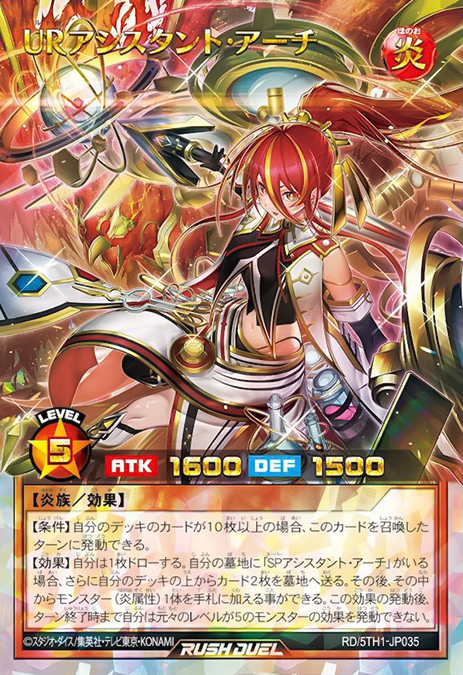 URアシスタント・アーチ
ほのお
炎
LEVEL
5
ATK 1600 DEF 1500
【炎族／効果】
【条件】自分のデッキのカードが10枚以上の場合、このカードを召喚した
ターンに発動できる。
【効果】自分は1枚ドローする。自分の墓地に「SPアシスタント・アーチ」がいる
場合、さらに自分のデッキの上からカード2枚を墓地へ送る。その後、その中
からモンスター（炎属性）1体を手札に加える事ができる。この効果の発動後、
ターン終了時まで自分は元々のレベルが5のモンスターの効果を発動できない。
©スタジオ・ダイス/集英社・テレビ東京・KONAMI
RUSH DUEL
RD/5TH1-JP035